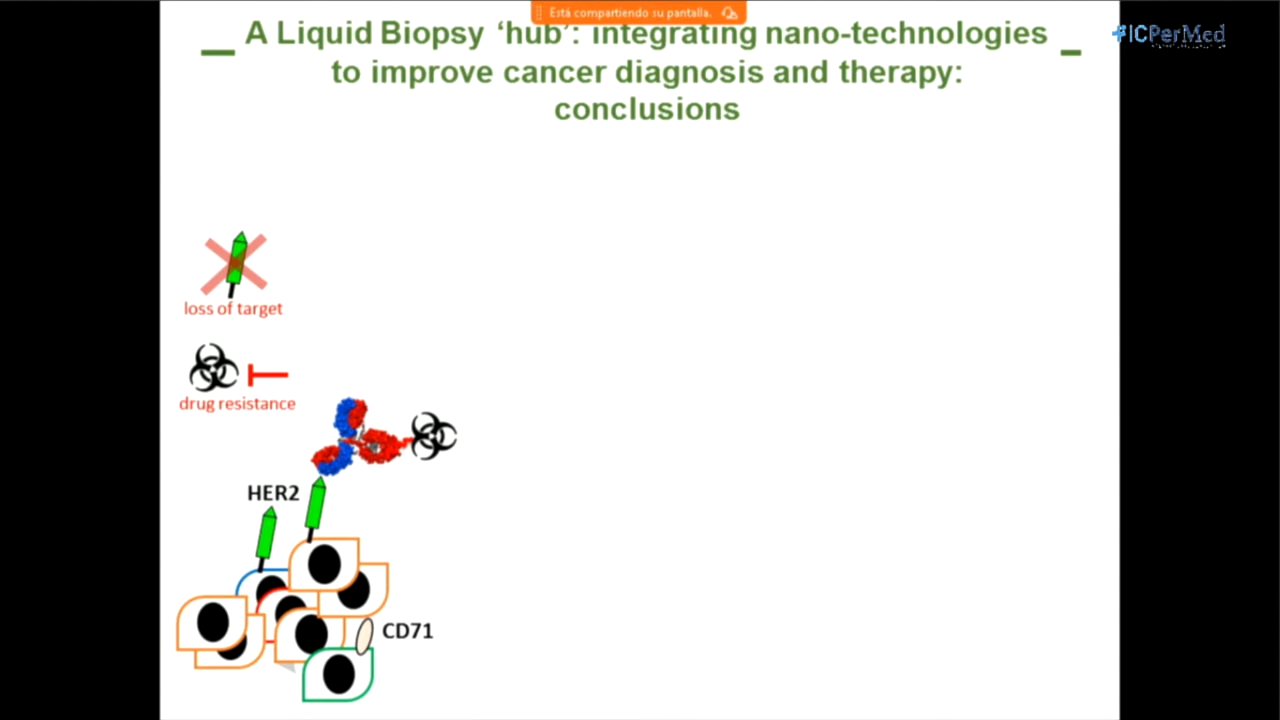 Está compartiendo su pantalla.
A Liquid Biopsy ‘hub’: integrating nano-technologies
to improve cancer diagnosis and therapy:
conclusions
ICPerMed
loss of target
drug resistance
HER2
CD71